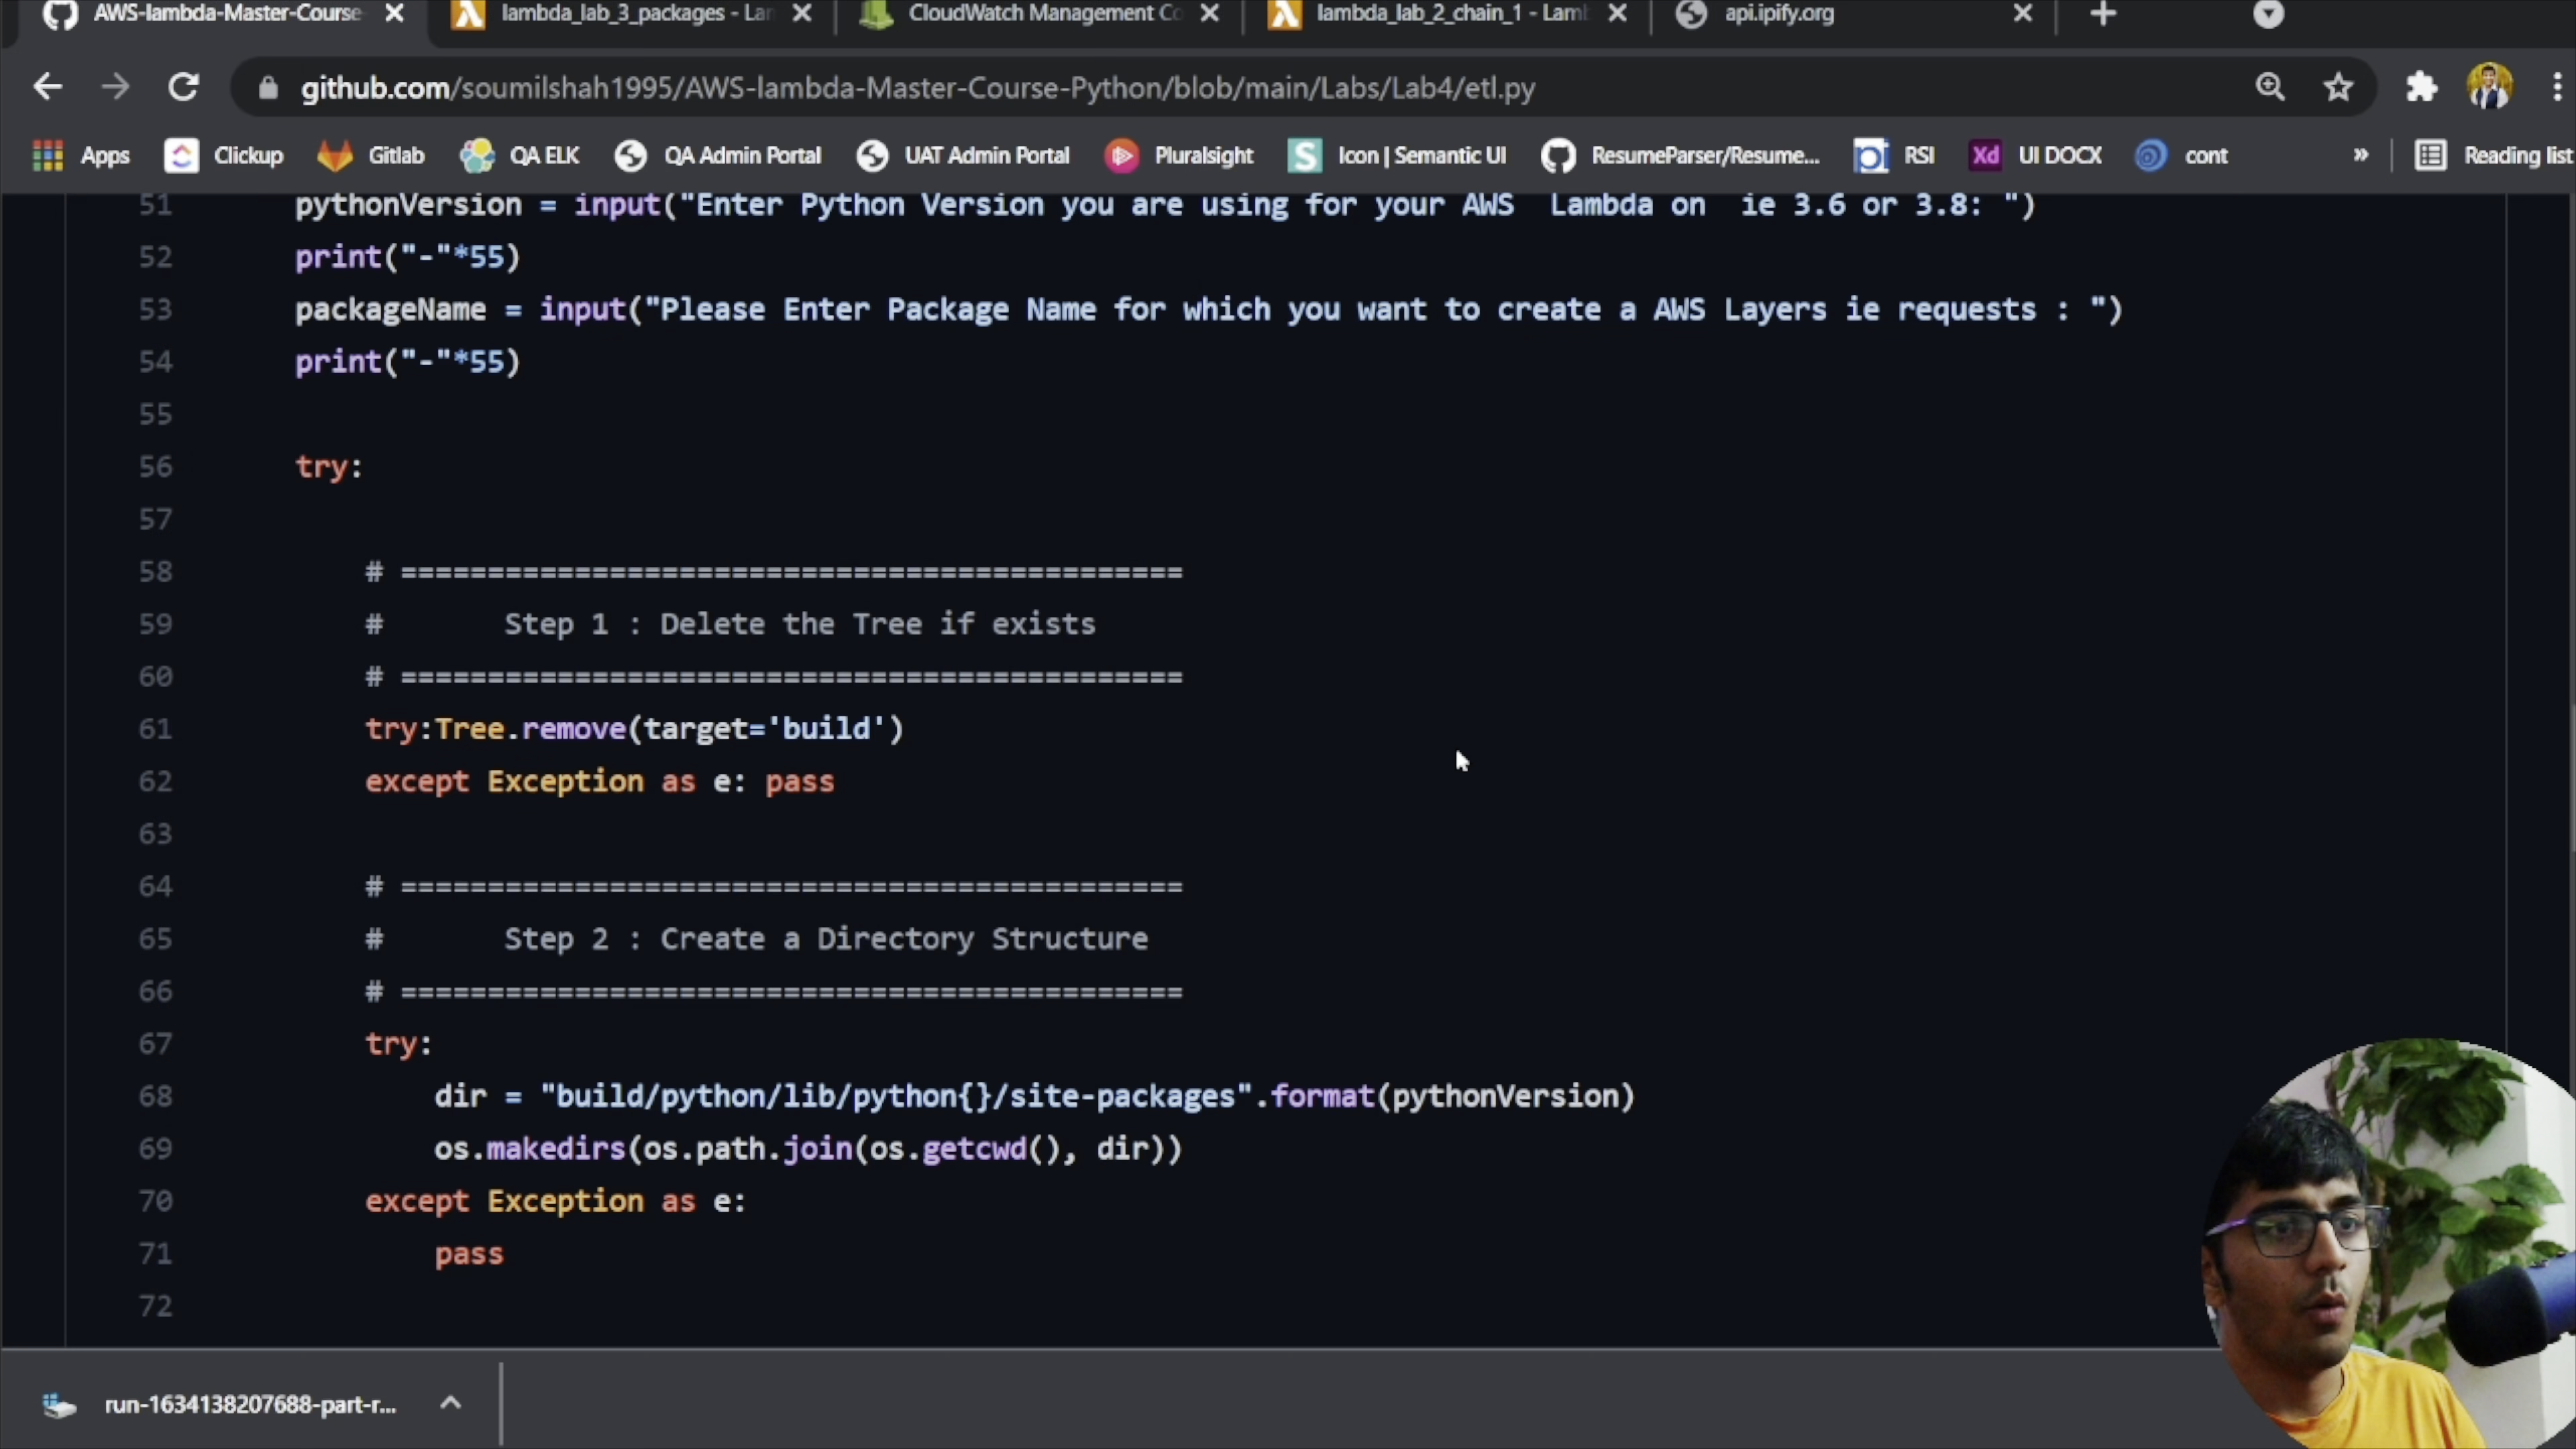 AWS-lambda-Master-Course-
lambda_lab_3_packages - Lar
CloudWatch Management Co
lambda_lab_2_chain_1 - Lamb
api.ipify.org
github.com/soumilshah1995/AWS-lambda-Master-Course-Python/blob/main/Labs/Lab4/etl.py
Apps
Clickup
Gitlab
QA ELK
QA Admin Portal
UAT Admin Portal
Pluralsight
S
Icon | Semantic UI
ResumeParser/Resume...
RSI
Xd
UI DOCX
cont
»
Reading list
51 pythonVersion = input("Enter Python Version you are using for your AWS  Lambda on  ie 3.6 or 3.8: ")
52 print("-"*55)
53 packageName = input("Please Enter Package Name for which you want to create a AWS Layers ie requests : ")
54 print("-"*55)
55
56 try:
57
58 # =============================================
59 #       Step 1 : Delete the Tree if exists
60 # =============================================
61 try:Tree.remove(target='build')
62 except Exception as e: pass
63
64 # =============================================
65 #       Step 2 : Create a Directory Structure
66 # =============================================
67 try:
68 dir = "build/python/lib/python{}/site-packages".format(pythonVersion)
69 os.makedirs(os.path.join(os.getcwd(), dir))
70 except Exception as e:
71 pass
72
run-1634138207688-part-r...